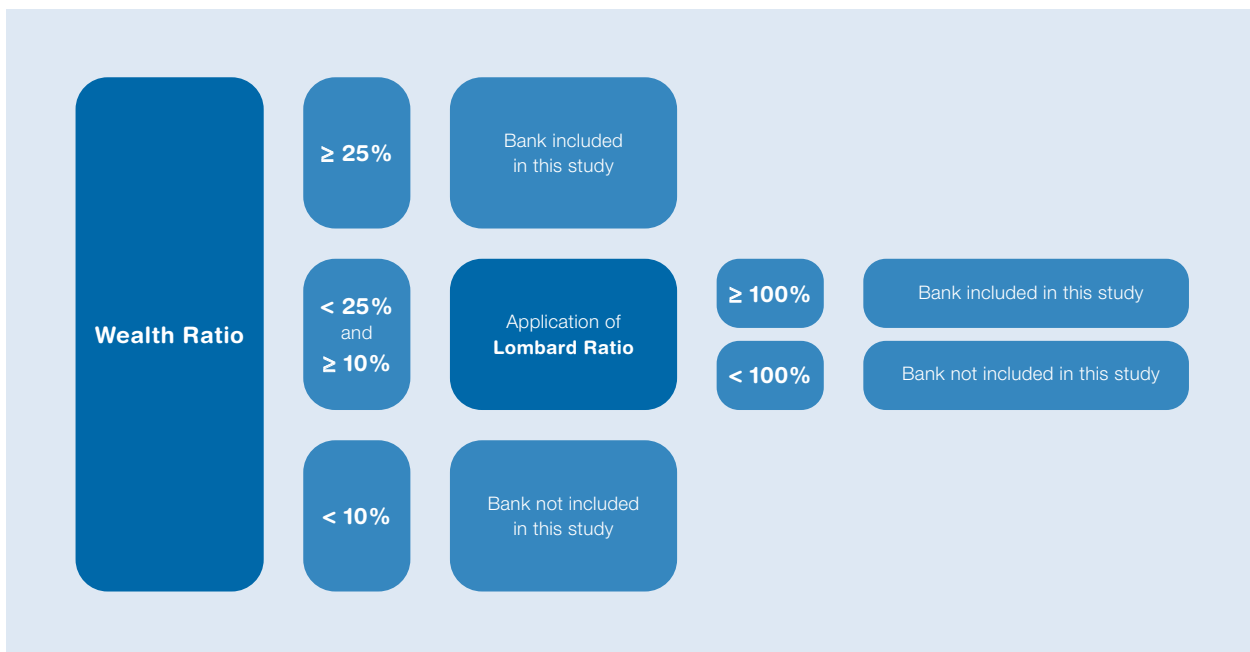 Wealth Ratio
≥ 25%
Bank included
in this study
< 25%
and
≥ 10%
Application of
Lombard Ratio
≥ 100%
Bank included in this study
< 100%
Bank not included in this study
< 10%
Bank not included
in this study